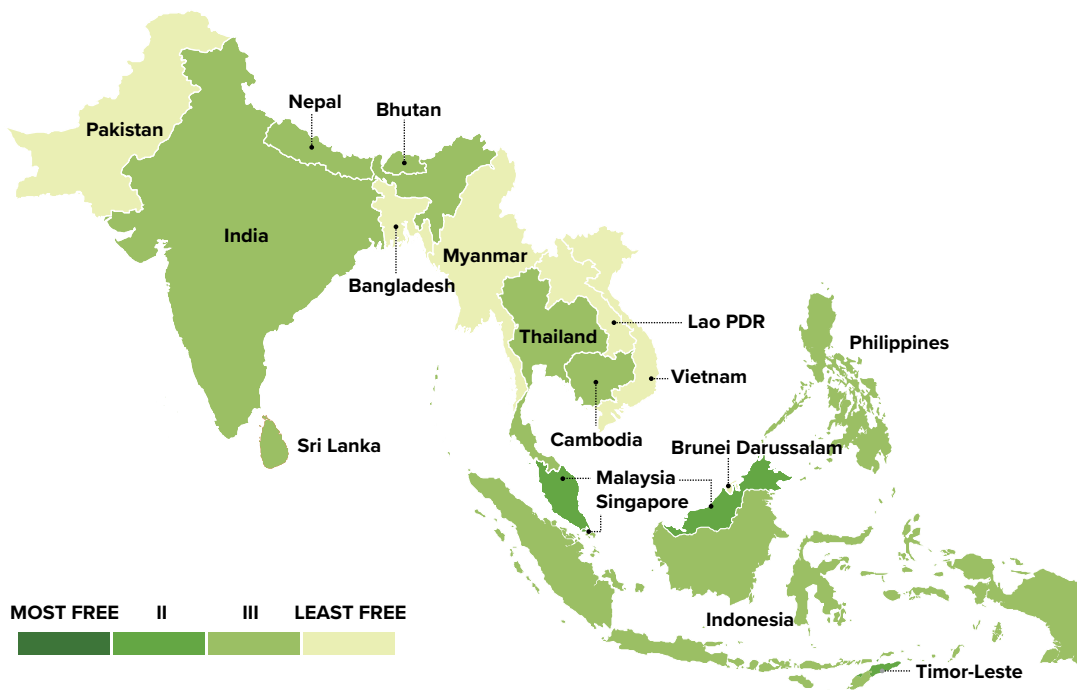 Nepal
Bhutan
Pakistan
India
Myanmar
Bangladesh
Lao PDR
Thailand
Philippines
Vietnam
Cambodia
Sri Lanka
Brunei Darussalam
Malaysia
Singapore
MOST FREE II III LEAST FREE
Indonesia
Timor-Leste